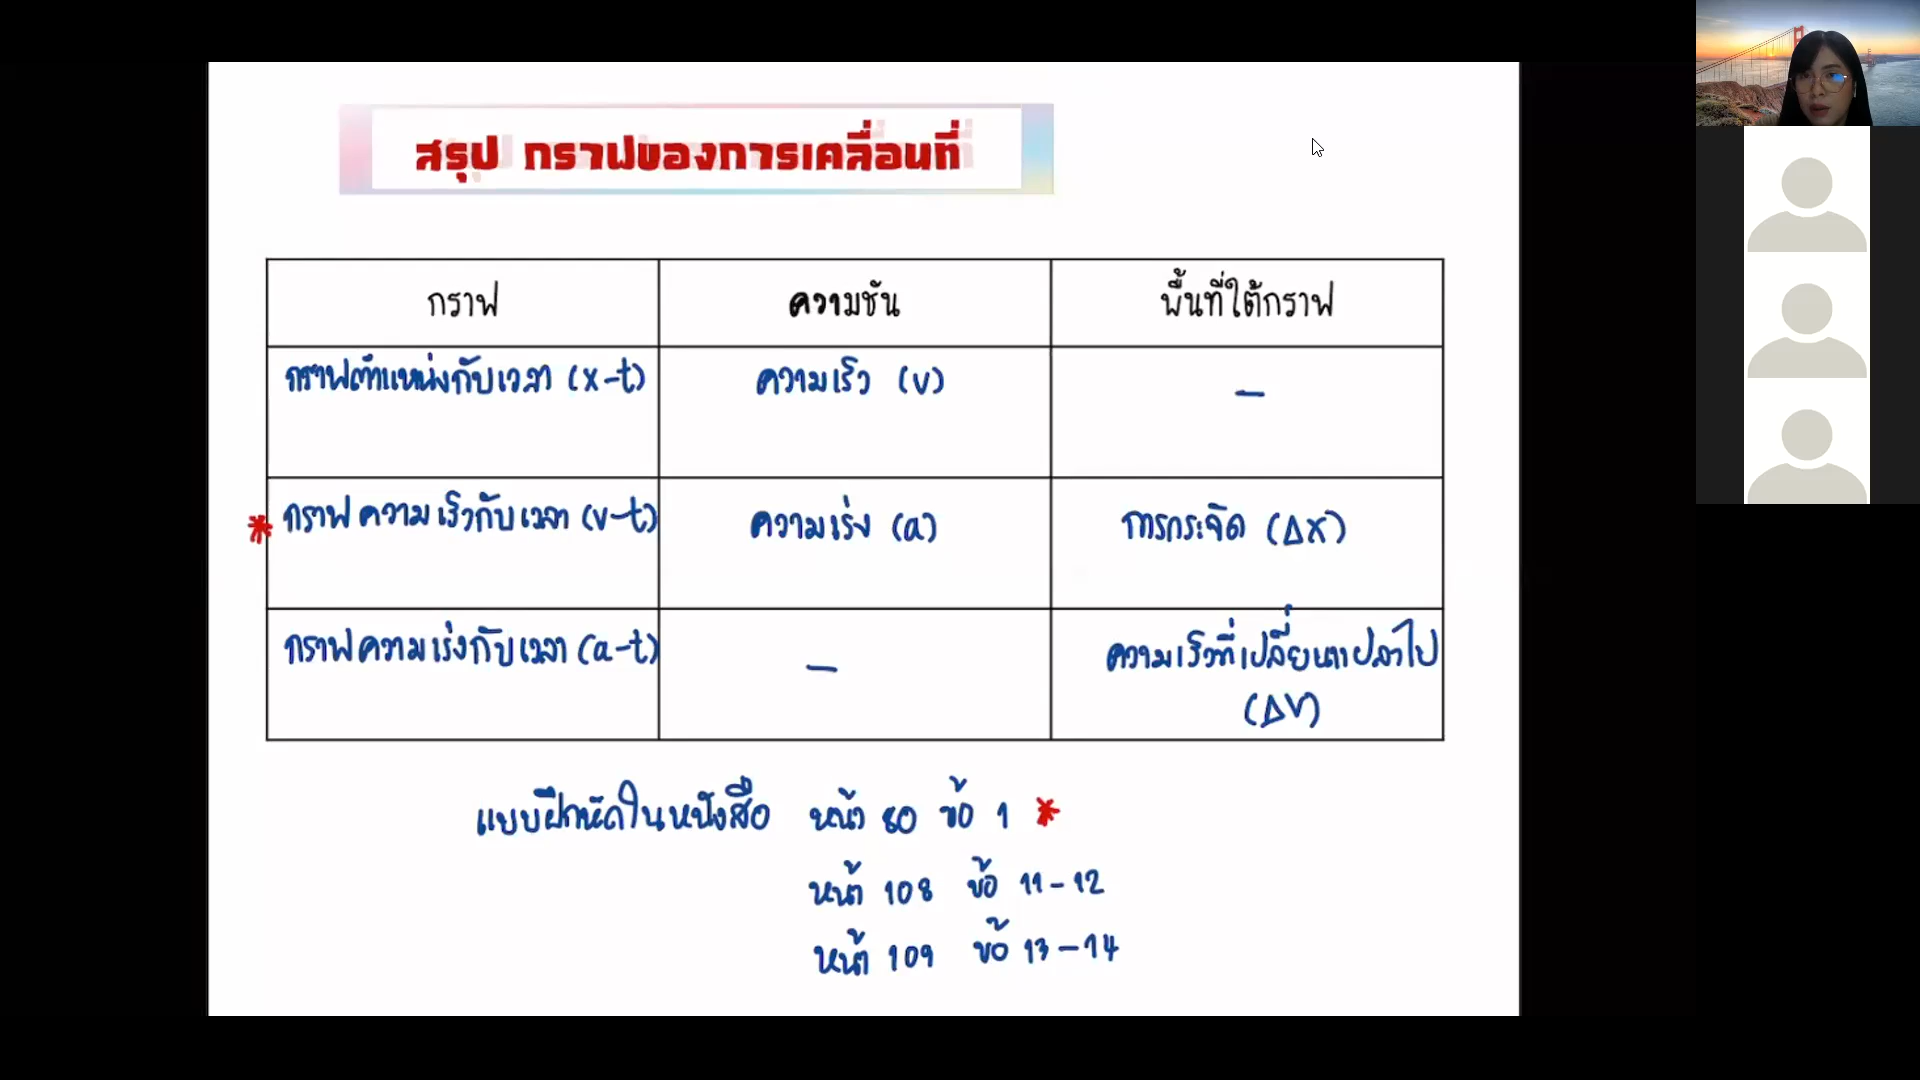 สรุป กราฟของการเคลื่อนที่
กราฟ ความชัน พื้นที่ใต้กราฟ
กราฟตำแหน่งกับเวลา (x-t) ความเร็ว (v) -
* กราฟความเร็วกับเวลา (v-t) ความเร่ง (a) การกระจัด (Δx)
กราฟความเร่งกับเวลา (a-t) - ความเร็วที่เปลี่ยนแปลงไป
(Δv)
แบบฝึกหัดในหนังสือ หน้า 80 ข้อ 1 *
หน้า 108 ข้อ 11-12
หน้า 109 ข้อ 13-14